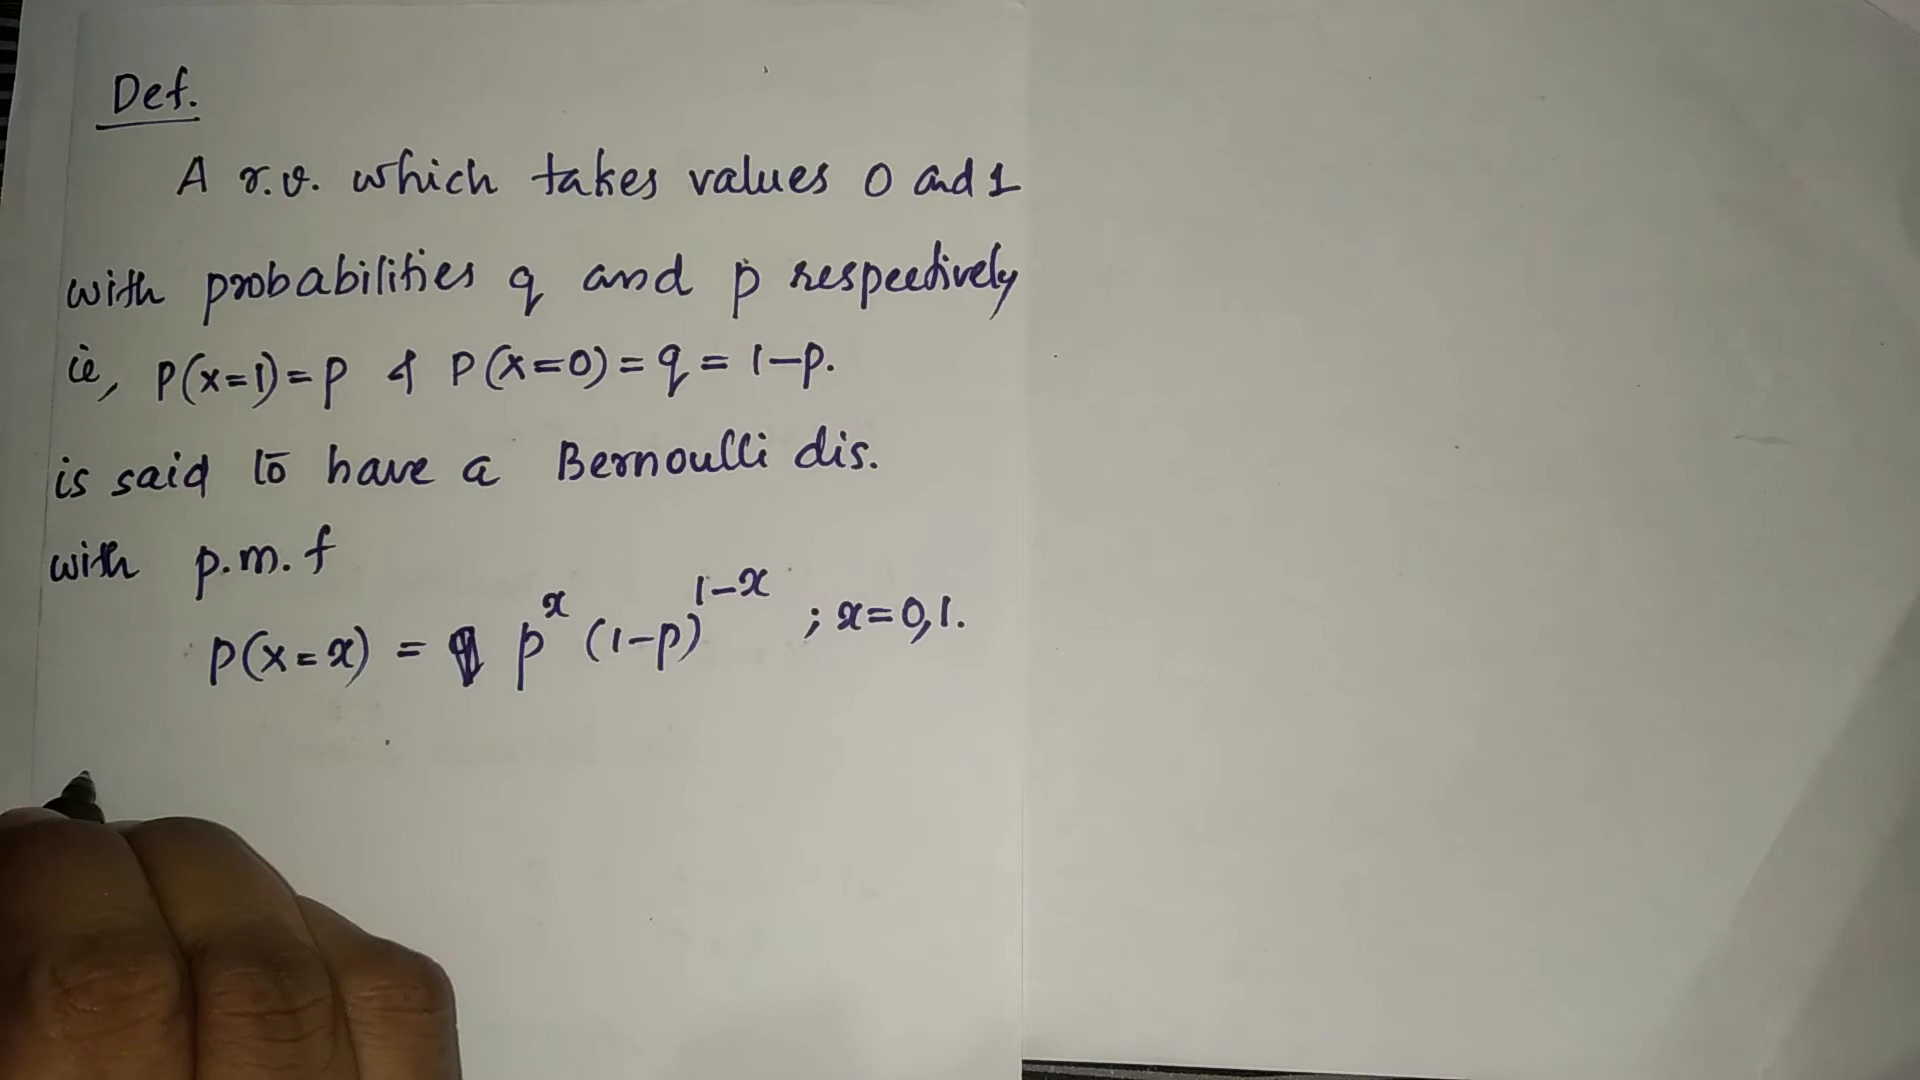 Def.
A r.v. which takes values 0 and 1
with probabilities q and p respectively
ie, P(x=1)=p & P(X=0)=q=1-p.
is said to have a Bernoulli dis.
with p.m.f
P(X=x) = p^x (1-p)^{1-x} ; x=0,1.